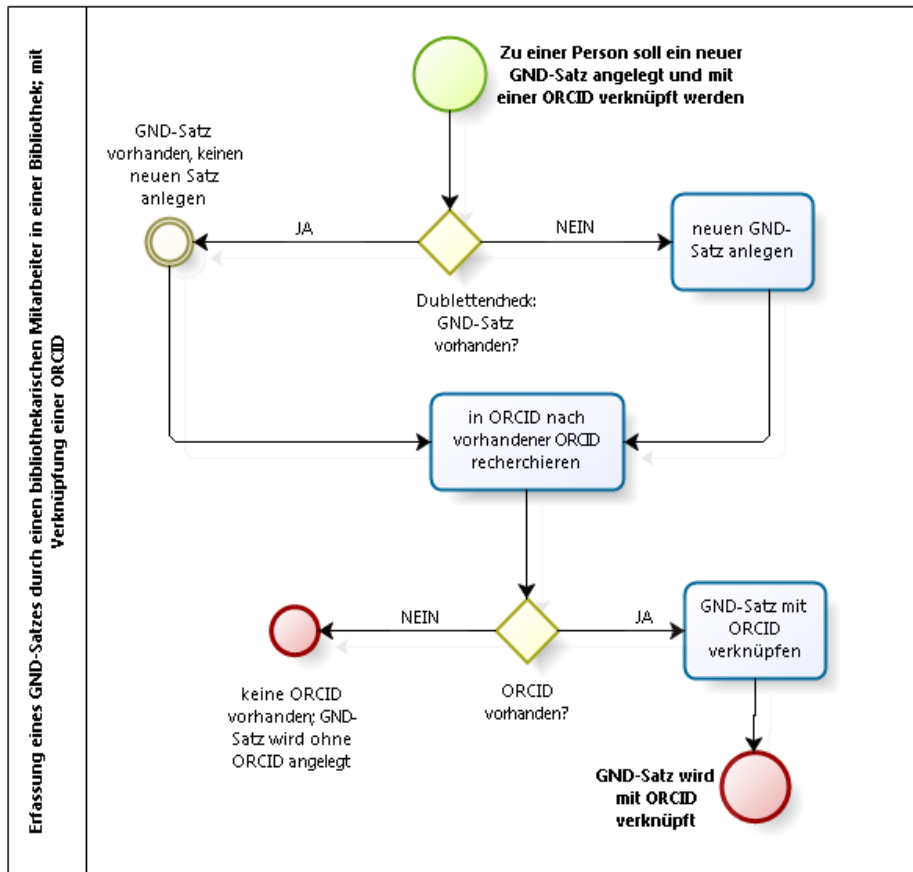 Erfassung eines GND-Satzes durch einen bibliothekarischen Mitarbeiter in einer Bibliothek; mit
Verknüpfung einer ORCID
Zu einer Person soll ein neuer
GND-Satz angelegt und mit
einer ORCID verknüpft werden
GND-Satz
vorhanden, keinen
neuen Satz
anlegen
JA
NEIN
neuen GND-
Satz anlegen
Dublettencheck:
GND-Satz
vorhanden?
in ORCID nach
vorhandener ORCID
recherchieren
NEIN
JA
GND-Satz mit
ORCID
verknüpfen
keine ORCID
vorhanden; GND-
Satz wird ohne
ORCID angelegt
ORCID
vorhanden?
GND-Satz wird
mit ORCID
verknüpft